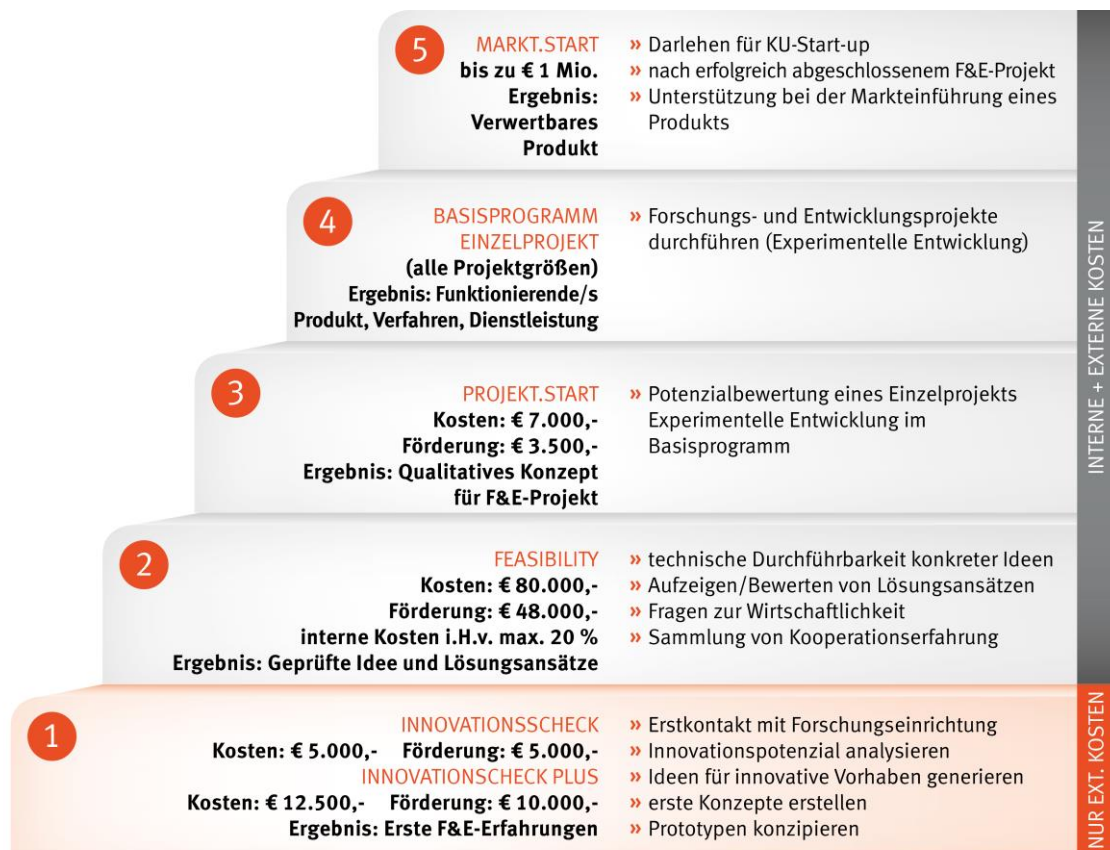 5
MARKT.START
bis zu € 1 Mio.
Ergebnis:
Verwertbares
Produkt
» Darlehen für KU-Start-up
» nach erfolgreich abgeschlossenem F&E-Projekt
» Unterstützung bei der Markteinführung eines
Produkts
4
BASISPROGRAMM
EINZELPROJEKT
(alle Projektgrößen)
Ergebnis: Funktionierende/s
Produkt, Verfahren, Dienstleistung
» Forschungs- und Entwicklungsprojekte
durchführen (Experimentelle Entwicklung)
3
PROJEKT.START
Kosten: € 7.000,-
Förderung: € 3.500,-
Ergebnis: Qualitatives Konzept
für F&E-Projekt
» Potenzialbewertung eines Einzelprojekts
Experimentelle Entwicklung im
Basisprogramm
2
FEASIBILITY
Kosten: € 80.000,-
Förderung: € 48.000,-
interne Kosten i.H.v. max. 20 %
Ergebnis: Geprüfte Idee und Lösungsansätze
» technische Durchführbarkeit konkreter Ideen
» Aufzeigen/Bewerten von Lösungsansätzen
» Fragen zur Wirtschaftlichkeit
» Sammlung von Kooperationserfahrung
INTERNE + EXTERNE KOSTEN
1
INNOVATIONSSCHECK
Kosten: € 5.000,- Förderung: € 5.000,-
INNOVATIONSCHECK PLUS
Kosten: € 12.500,- Förderung: € 10.000,-
Ergebnis: Erste F&E-Erfahrungen
» Erstkontakt mit Forschungseinrichtung
» Innovationspotenzial analysieren
» Ideen für innovative Vorhaben generieren
» erste Konzepte erstellen
» Prototypen konzipieren
NUR EXT. KOSTEN